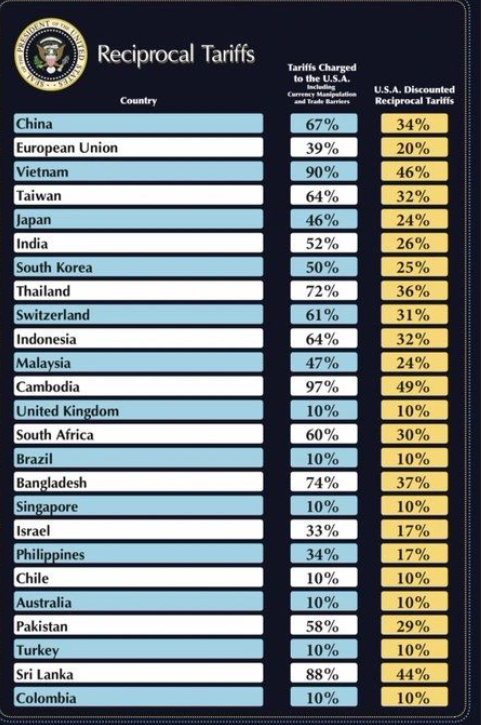 SEAL OF THE PRESIDENT OF THE UNITED STATES
Reciprocal Tariffs
Country
Tariffs Charged
to the U.S.A.
Including
Currency Manipulation
and Trade Barriers
U.S.A. Discounted
Reciprocal Tariffs
China 67% 34%
European Union 39% 20%
Vietnam 90% 46%
Taiwan 64% 32%
Japan 46% 24%
India 52% 26%
South Korea 50% 25%
Thailand 72% 36%
Switzerland 61% 31%
Indonesia 64% 32%
Malaysia 47% 24%
Cambodia 97% 49%
United Kingdom 10% 10%
South Africa 60% 30%
Brazil 10% 10%
Bangladesh 74% 37%
Singapore 10% 10%
Israel 33% 17%
Philippines 34% 17%
Chile 10% 10%
Australia 10% 10%
Pakistan 58% 29%
Turkey 10% 10%
Sri Lanka 88% 44%
Colombia 10% 10%